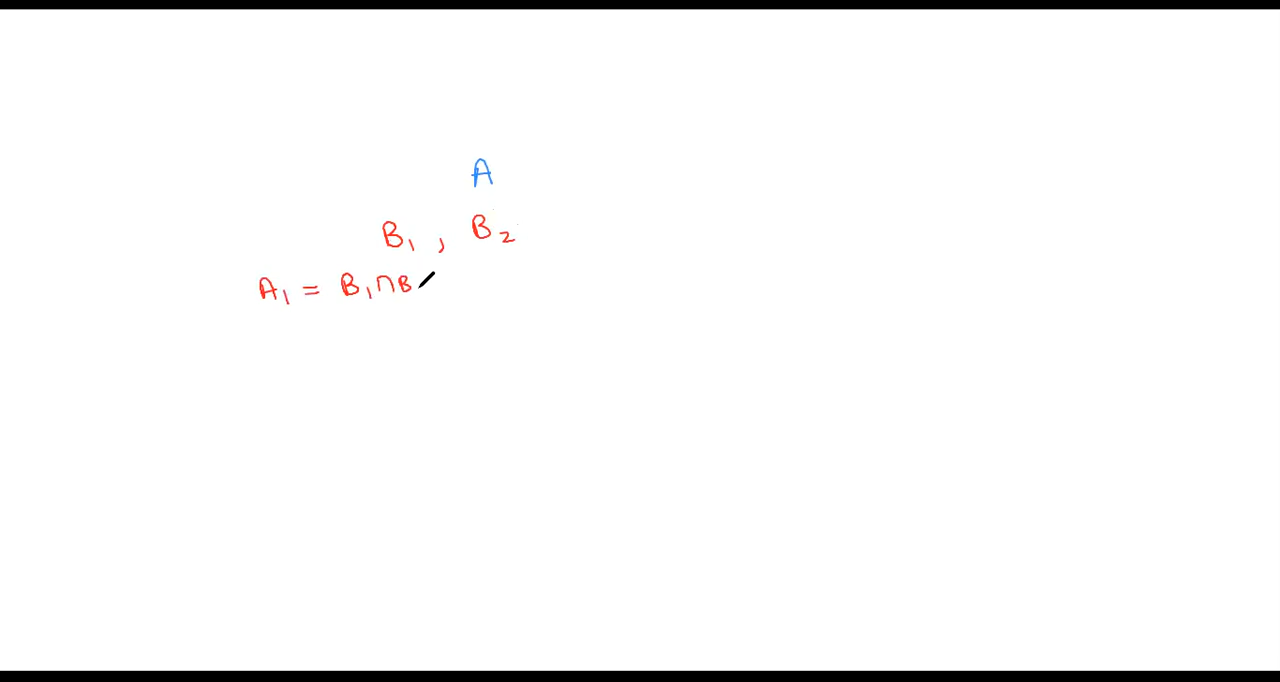 A
B₁ , B₂
A₁ = B₁∩B